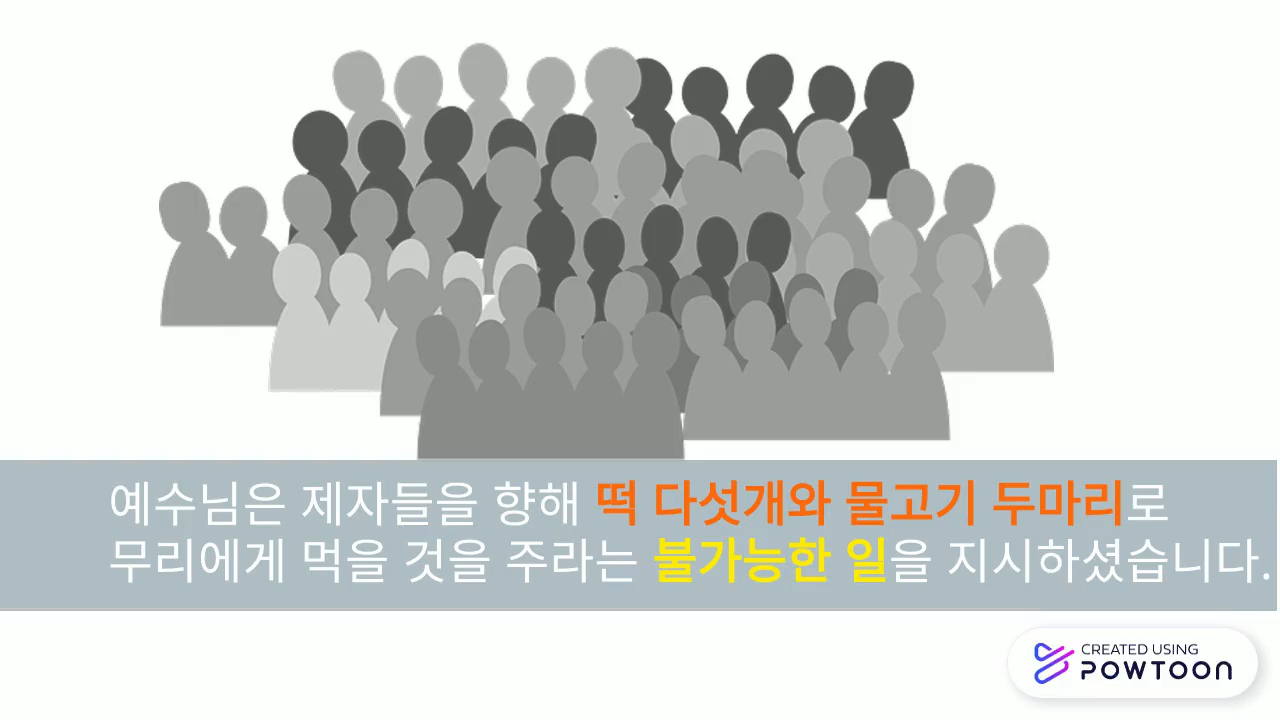 예수님은 제자들을 향해 떡 다섯개와 물고기 두마리로
무리에게 먹을 것을 주라는 불가능한 일을 지시하셨습니다.
CREATED USING
POWTOON